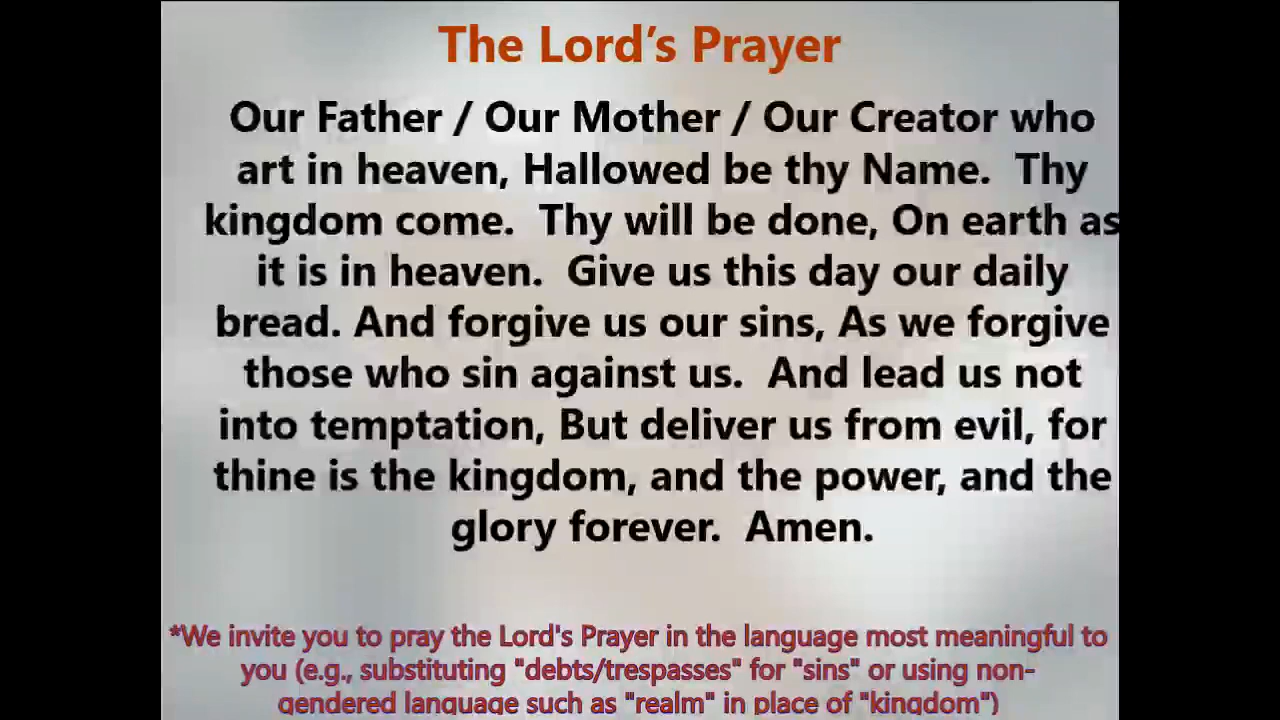 The Lord’s Prayer
Our Father / Our Mother / Our Creator who
art in heaven, Hallowed be thy Name.  Thy
kingdom come.  Thy will be done, On earth as
it is in heaven.  Give us this day our daily
bread. And forgive us our sins, As we forgive
those who sin against us.  And lead us not
into temptation, But deliver us from evil, for
thine is the kingdom, and the power, and the
glory forever.  Amen.
*We invite you to pray the Lord's Prayer in the language most meaningful to
you (e.g., substituting "debts/trespasses" for "sins" or using non-
gendered language such as "realm" in place of "kingdom")